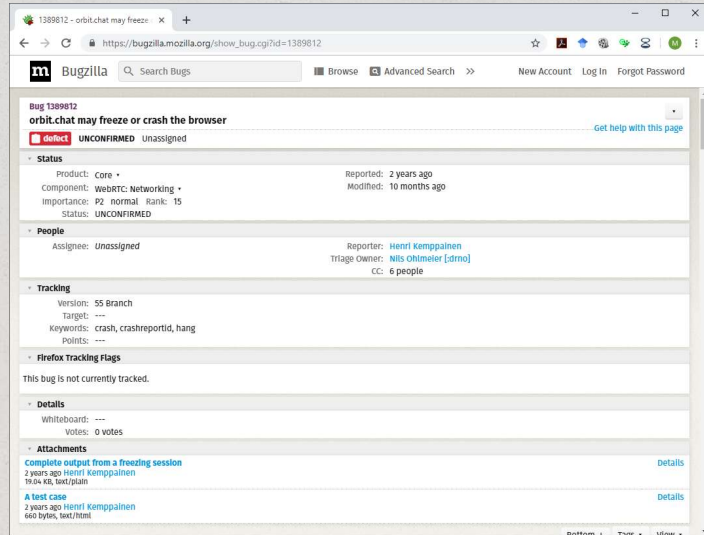 1389812 - orbit.chat may freeze
https://bugzilla.mozilla.org/show_bug.cgi?id=1389812
M
m Bugzilla Search Bugs Browse Advanced Search >> New Account Log In Forgot Password
Bug 1389812
orbit.chat may freeze or crash the browser
Get help with this page
defect UNCONFIRMED Unassigned
Status
Product: Core Reported: 2 years ago
Component: WebRTC: Networking Modified: 10 months ago
Importance: P2 normal Rank: 15
Status: UNCONFIRMED
People
Assignee: Unassigned Reporter: Henri Kemppainen
Triage Owner: Nils Ohlmeier [:drno]
CC: 6 people
Tracking
Version: 55 Branch
Target: ---
Keywords: crash, crashreportid, hang
Points: ---
Firefox Tracking Flags
This bug is not currently tracked.
Details
Whiteboard: ---
Votes: 0 votes
Attachments
Complete output from a freezing session Details
2 years ago Henri Kemppainen
19.04 KB, text/plain
A test case Details
2 years ago Henri Kemppainen
660 bytes, text/html
Bottom Tags View